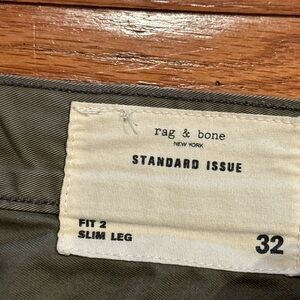 rag & bone
NEW YORK
STANDARD ISSUE
FIT 2
SLIM LEG
32